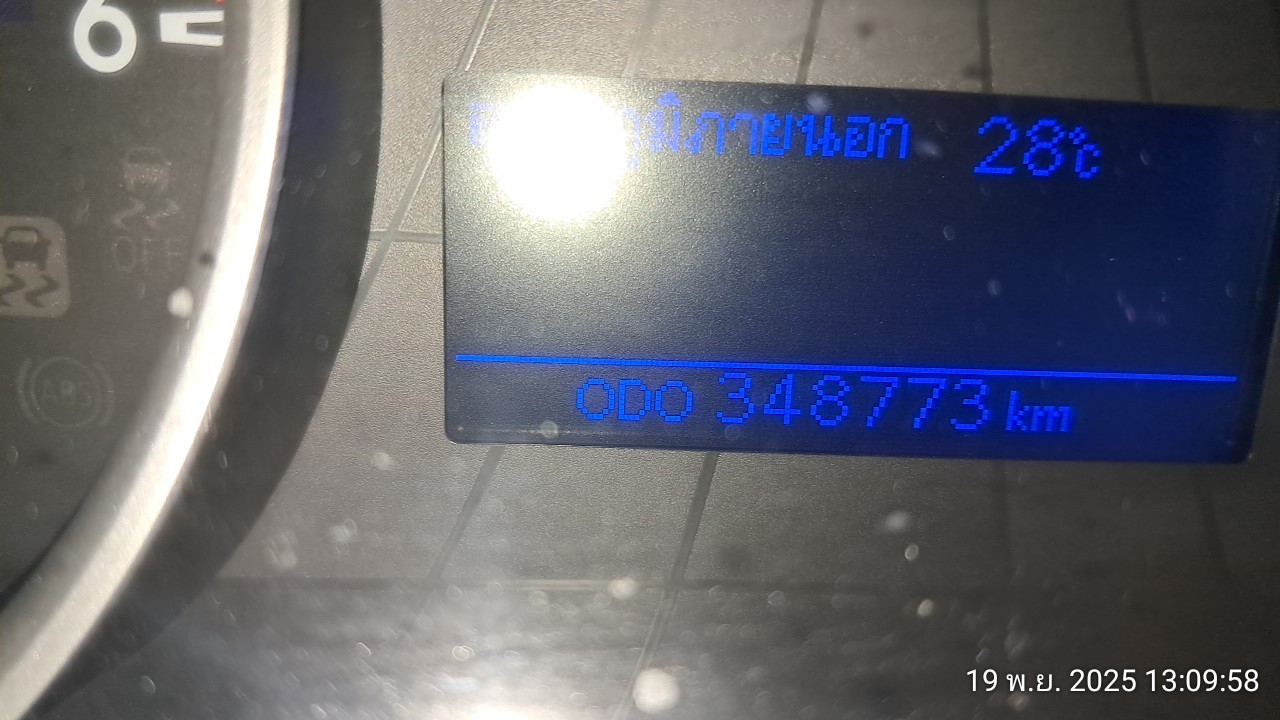 6
OFF
ABS
28°C
ODO 348773 km
19 พ.ย. 2025 13:09:58